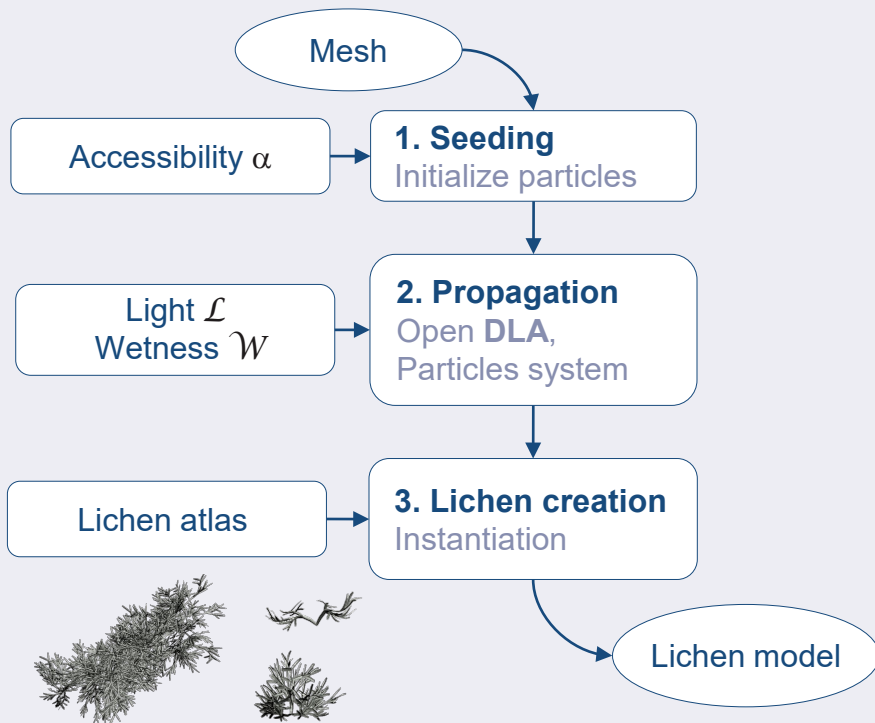 Mesh
Accessibility α
1. Seeding
Initialize particles
Light ℒ
Wetness 𝒲
2. Propagation
Open DLA,
Particles system
Lichen atlas
3. Lichen creation
Instantiation
Lichen model